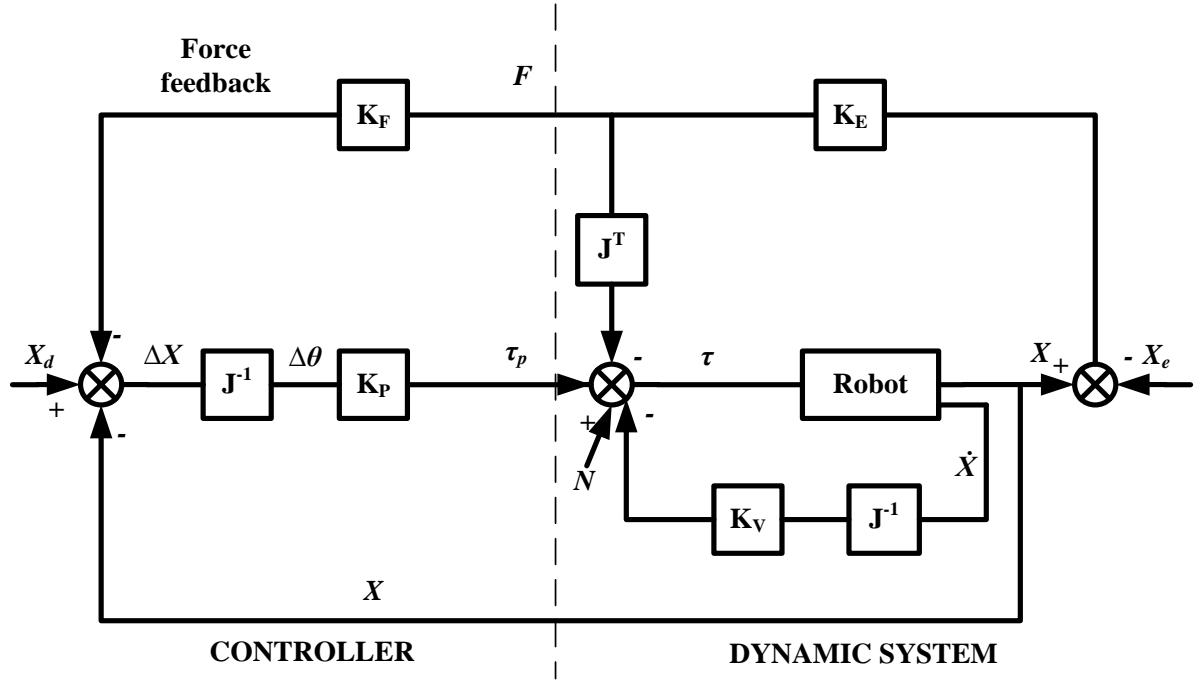 Force
feedback
F
K_F
K_E
J^T
-
-
X_d
+
ΔX
J^-1
Δθ
K_P
τ_p
τ
Robot
X
+
-
X_e
-
+
-
N
Ẋ
K_V
J^-1
X
CONTROLLER
DYNAMIC SYSTEM